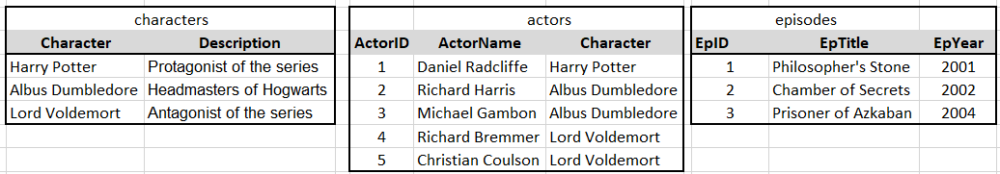 characters
Character Description
Harry Potter Protagonist of the series
Albus Dumbledore Headmasters of Hogwarts
Lord Voldemort Antagonist of the series
actors
ActorID ActorName Character
1 Daniel Radcliffe Harry Potter
2 Richard Harris Albus Dumbledore
3 Michael Gambon Albus Dumbledore
4 Richard Bremmer Lord Voldemort
5 Christian Coulson Lord Voldemort
episodes
EpID EpTitle EpYear
1 Philosopher's Stone 2001
2 Chamber of Secrets 2002
3 Prisoner of Azkaban 2004